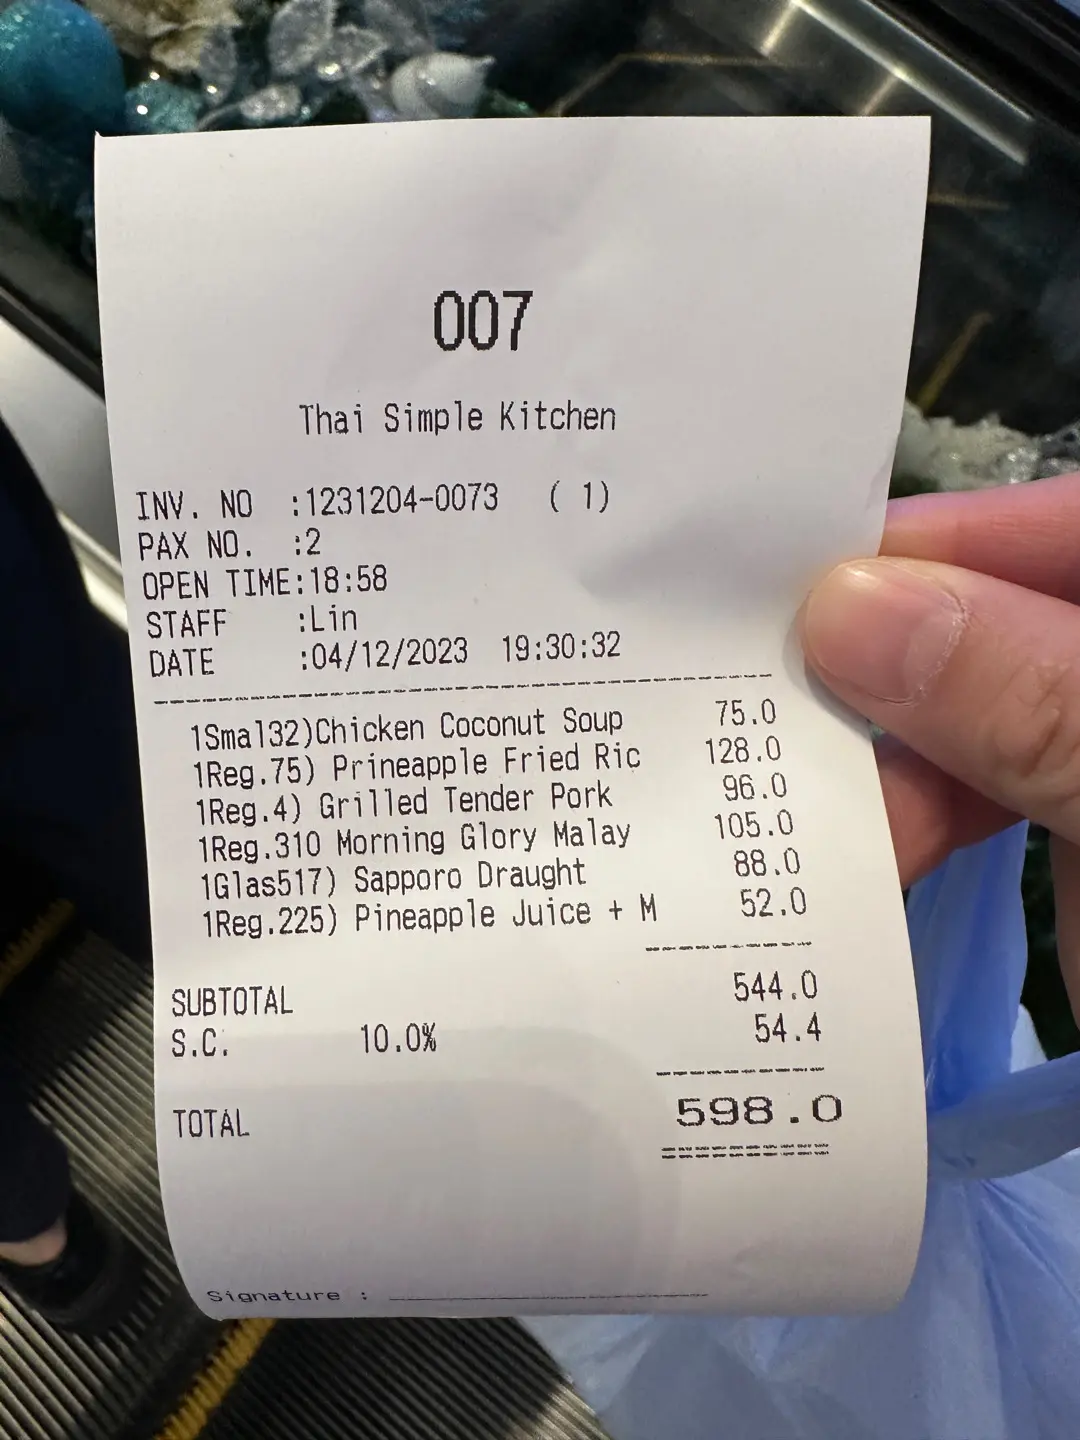 007
Thai Simple Kitchen
INV. NO :1231204-0073 ( 1)
PAX NO. :2
OPEN TIME:18:58
STAFF :Lin
DATE :04/12/2023 19:30:32
1Smal32)Chicken Coconut Soup 75.0
1Reg.75) Prineapple Fried Ric 128.0
1Reg.4) Grilled Tender Pork 96.0
1Reg.310 Morning Glory Malay 105.0
1Glas517) Sapporo Draught 88.0
1Reg.225) Pineapple Juice + M 52.0
SUBTOTAL 544.0
S.C. 10.0% 54.4
TOTAL 598.0
Signature :